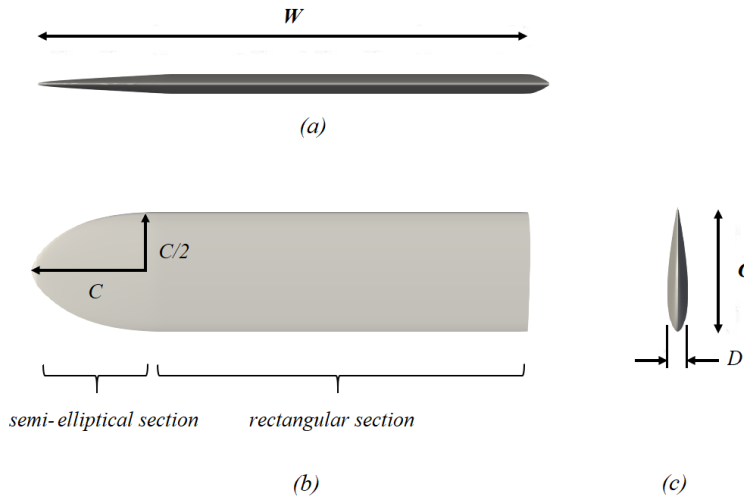 W
(a)
C/2
C
C
D
semi-elliptical section
rectangular section
(b)
(c)